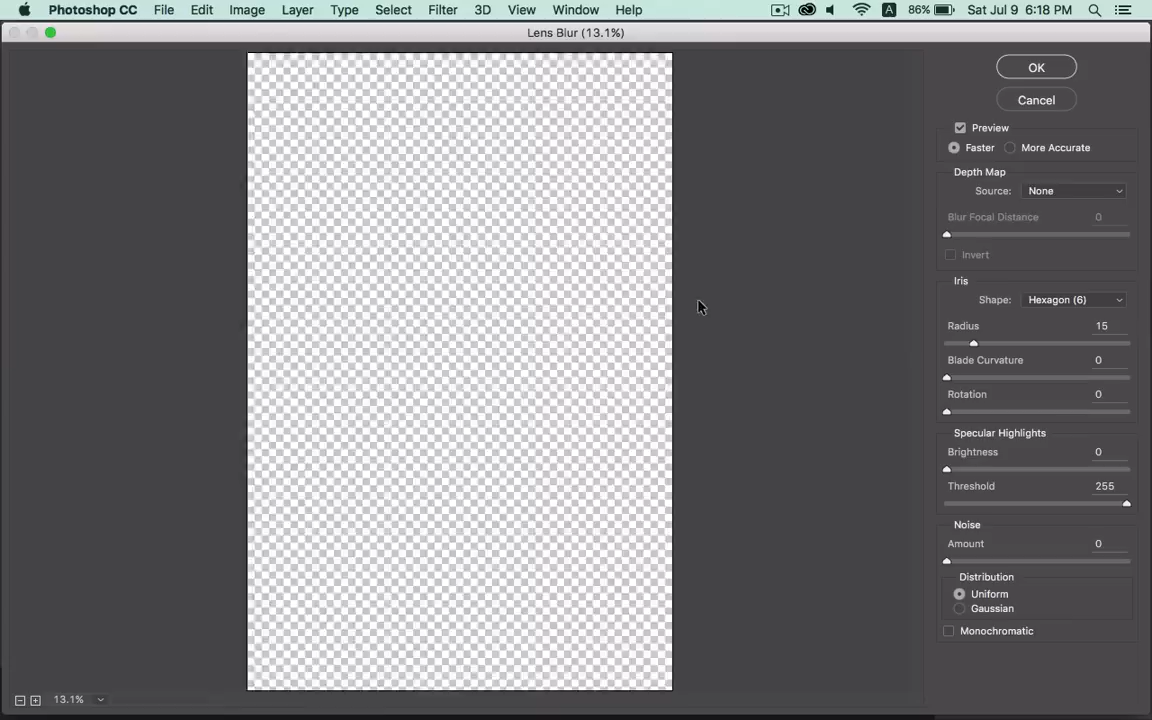 Photoshop CC File Edit Image Layer Type Select Filter 3D View Window Help A 86% Sat Jul 9 6:18 PM
Lens Blur (13.1%)
OK
Cancel
Preview
Faster More Accurate
Depth Map
Source: None
Blur Focal Distance 0
Invert
Iris
Shape: Hexagon (6)
Radius 15
Blade Curvature 0
Rotation 0
Specular Highlights
Brightness 0
Threshold 255
Noise
Amount 0
Distribution
Uniform
Gaussian
Monochromatic
13.1%